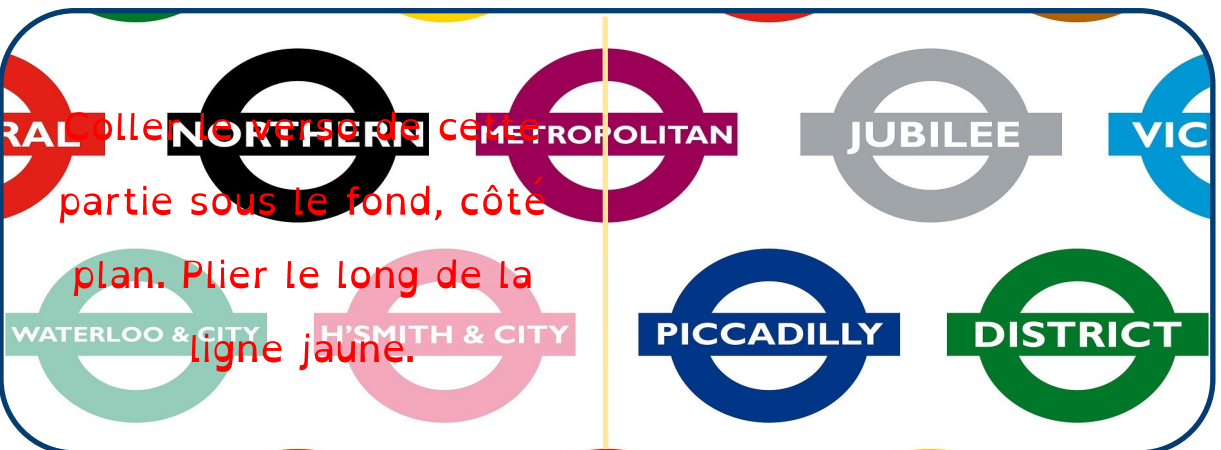 RAL NORTHERN METROPOLITAN JUBILEE VIC
Coller le verso de cette
partie sous le fond, côté
plan. Plier le long de la
ligne jaune.
WATERLOO & CITY H'SMITH & CITY PICCADILLY DISTRICT